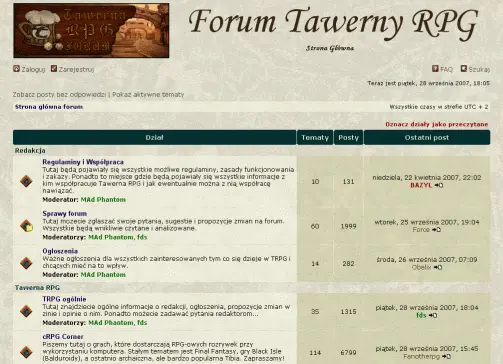 Tawerna
RPG
FORUM
Forum Tawerny RPG
Strona Główna
Zaloguj Zarejestruj
FAQ Szukaj
Teraz jest piątek, 28 września 2007, 18:05
Zobacz posty bez odpowiedzi | Pokaż aktywne tematy
Strona główna forum
Wszystkie czasy w strefie UTC + 2
Oznacz działy jako przeczytane
Dział Tematy Posty Ostatni post
Redakcja
Regulaminy i Współpraca
Tutaj będą pojawiały się wszystkie możliwe regulaminy, zasady funkcjonowania
i zakazy. Ponadto to miejsce gdzie będą pojawiały się wszystkie informacje z
kim współpracuje Tawerna RPG i jak ewentualnie można z nią współpracę
nawiązać.
Moderator: MAd Phantom
10 131
niedziela, 22 kwietnia 2007, 22:02
BAZYL
Sprawy forum
Tutaj możecie zgłaszać swoje pytania, sugestie i propozycje zmian na forum.
Wszystkie będą wnikliwie czytane i analizowane.
Moderatorzy: MAd Phantom, fds
60 1999
wtorek, 25 września 2007, 19:04
Force
Ogłoszenia
Ważne ogłoszenia dla wszystkich zainteresowanych tym co się dzieje w TRPG i
chcących mieć na to wpływ.
Moderator: MAd Phantom
14 282
środa, 26 września 2007, 07:09
Obelix
Tawerna RPG
TRPG ogólnie
Tutaj znajdziecie ogólne informacje o redakcji, ogłoszenia, propozycje zmian w
zinie i opinie o nim. Ponadto możecie zadawać pytania redaktorom...
Moderatorzy: MAd Phantom, fds
35 1315
piątek, 28 września 2007, 18:04
fds
cRPG Corner
Piszemy tutaj o grach, które dostarczają RPG-owych rozrywek przy
wykorzystaniu komputera. Stałymi tematem jest Final Fantasy, gry Black Isle
(Balduroidy), a ostatnio archaiczne, ale bardzo popularna Tibia. Zapraszamy!
114 6799
piątek, 28 września 2007, 15:45
Fanotherpg